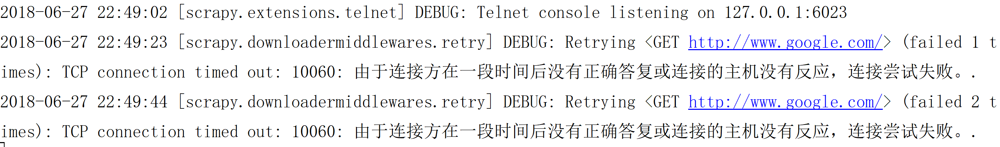 2018-06-27 22:49:02 [scrapy.extensions.telnet] DEBUG: Telnet console listening on 127.0.0.1:6023
2018-06-27 22:49:23 [scrapy.downloadermiddlewares.retry] DEBUG: Retrying <GET http://www.google.com/> (failed 1 t
imes): TCP connection timed out: 10060: 由于连接方在一段时间后没有正确答复或连接的主机没有反应，连接尝试失败。.
2018-06-27 22:49:44 [scrapy.downloadermiddlewares.retry] DEBUG: Retrying <GET http://www.google.com/> (failed 2 t
imes): TCP connection timed out: 10060: 由于连接方在一段时间后没有正确答复或连接的主机没有反应，连接尝试失败。.